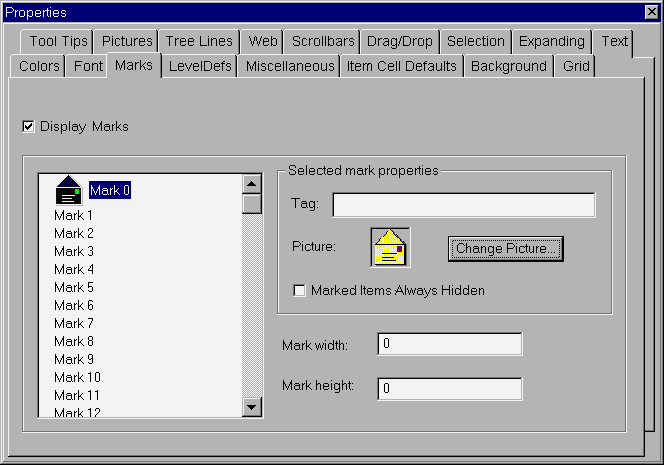 Properties
Tool Tips Pictures Tree Lines Web Scrollbars Drag/Drop Selection Expanding Text
Colors Font Marks LevelDefs Miscellaneous Item Cell Defaults Background Grid
Display Marks
Mark 0
Mark 1
Mark 2
Mark 3
Mark 4
Mark 5
Mark 6
Mark 7
Mark 8
Mark 9
Mark 10
Mark 11
Mark 12
Selected mark properties
Tag:
Picture: Change Picture...
Marked Items Always Hidden
Mark width: 0
Mark height: 0